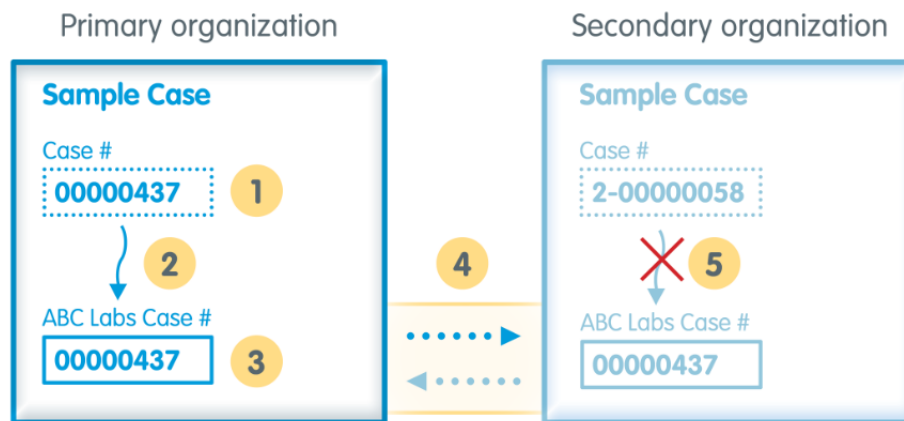 Primary organization
Secondary organization
Sample Case
Case #
00000437
1
2
ABC Labs Case #
00000437
3
4
Sample Case
Case #
2-00000058
5
ABC Labs Case #
00000437